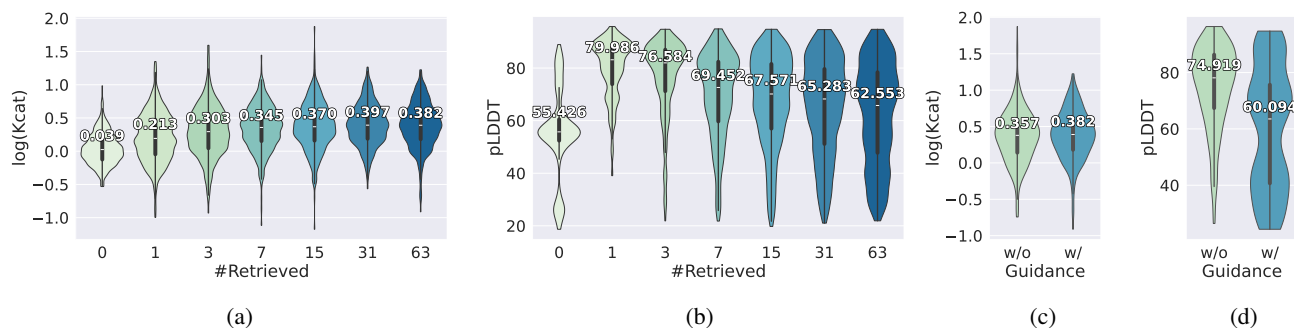 2.0
1.5
1.0
0.5
0.0
−0.5
−1.0
log(Kcat)
0.039
0.213
0.303
0.345
0.370
0.397
0.382
0 1 3 7 15 31 63
#Retrieved
(a)
80
60
40
20
pLDDT
55.426
79.986
76.584
69.452
67.571
65.283
62.553
0 1 3 7 15 31 63
#Retrieved
(b)
2.0
1.5
1.0
0.5
0.0
−0.5
−1.0
log(Kcat)
0.357
0.382
w/o w/
Guidance
(c)
80
60
40
pLDDT
74.919
60.094
w/o w/
Guidance
(d)